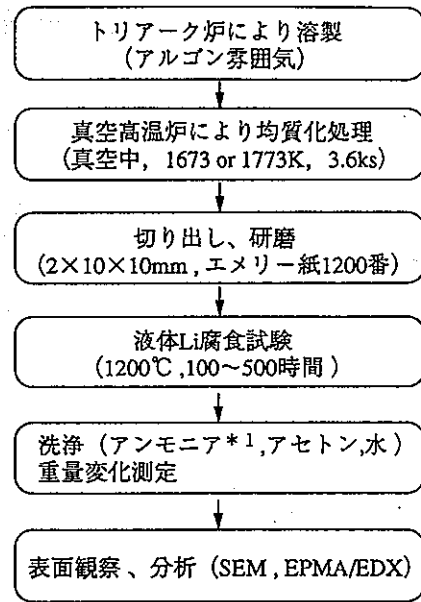 トリアーク炉により溶製
(アルゴン雰囲気)
真空高温炉により均質化処理
(真空中, 1673 or 1773K, 3.6ks)
切り出し、研磨
(2×10×10mm,エメリー紙1200番)
液体Li腐食試験
(1200℃,100〜500時間)
洗浄(アンモニア*1,アセトン,水)
重量変化測定
表面観察、分析(SEM, EPMA/EDX)